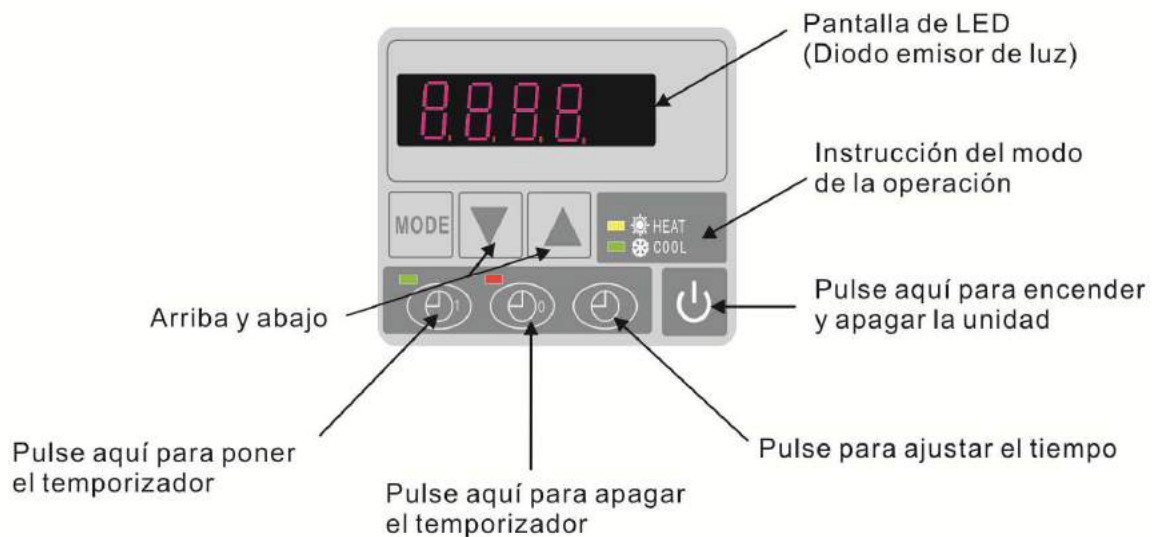 Pantalla de LED
(Diodo emisor de luz)
8.8.8.8.
Instrucción del modo
de la operación
MODE
HEAT
COOL
Arriba y abajo
1
0
Pulse aquí para encender
y apagar la unidad
Pulse aquí para poner
el temporizador
Pulse aquí para apagar
el temporizador
Pulse para ajustar el tiempo